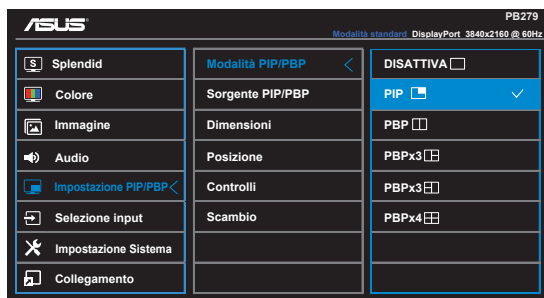 ASUS
PB279
Modalità standard DisplayPort 3840x2160 @ 60Hz
S Splendid
Colore
Immagine
Audio
Impostazione PIP/PBP
Selezione input
Impostazione Sistema
Collegamento
Modalità PIP/PBP
Sorgente PIP/PBP
Dimensioni
Posizione
Controlli
Scambio
DISATTIVA
PIP
PBP
PBPx3
PBPx3
PBPx4